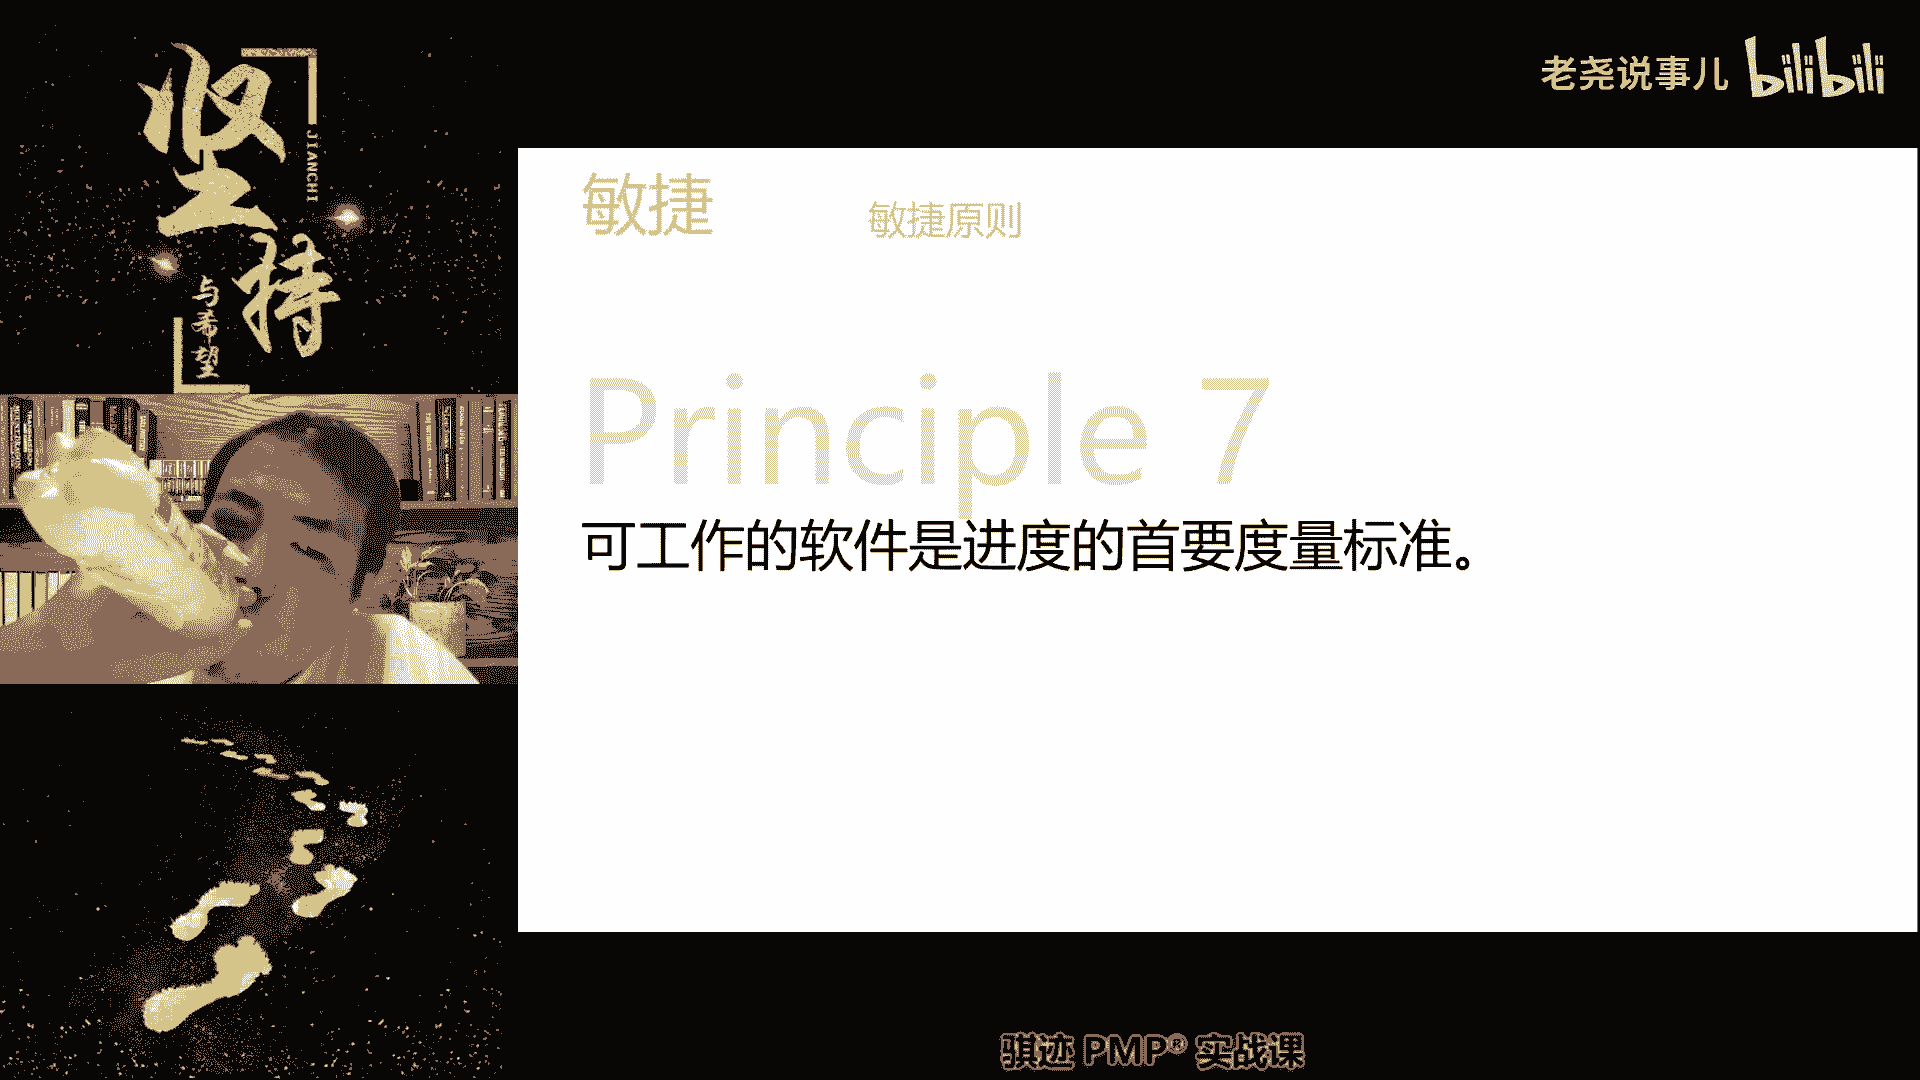 坚持
JIANCHI
与希望
老尧说事儿 bilibili
敏捷
敏捷原则
Principle 7
可工作的软件是进度的首要度量标准。
骐迹 PMP® 实战课